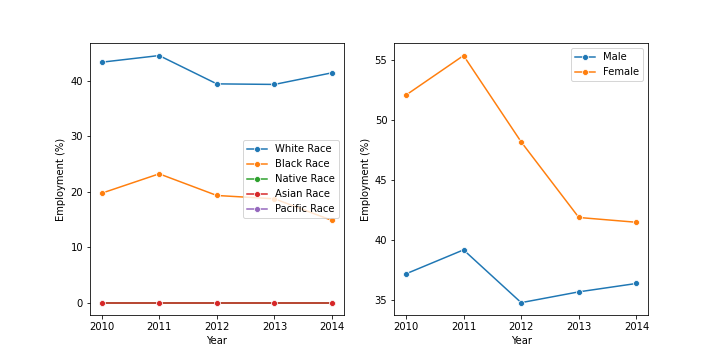 Employment (%)
40
30
20
10
0
2010 2011 2012 2013 2014
Year
White Race
Black Race
Native Race
Asian Race
Pacific Race
Employment (%)
55
50
45
40
35
2010 2011 2012 2013 2014
Year
Male
Female